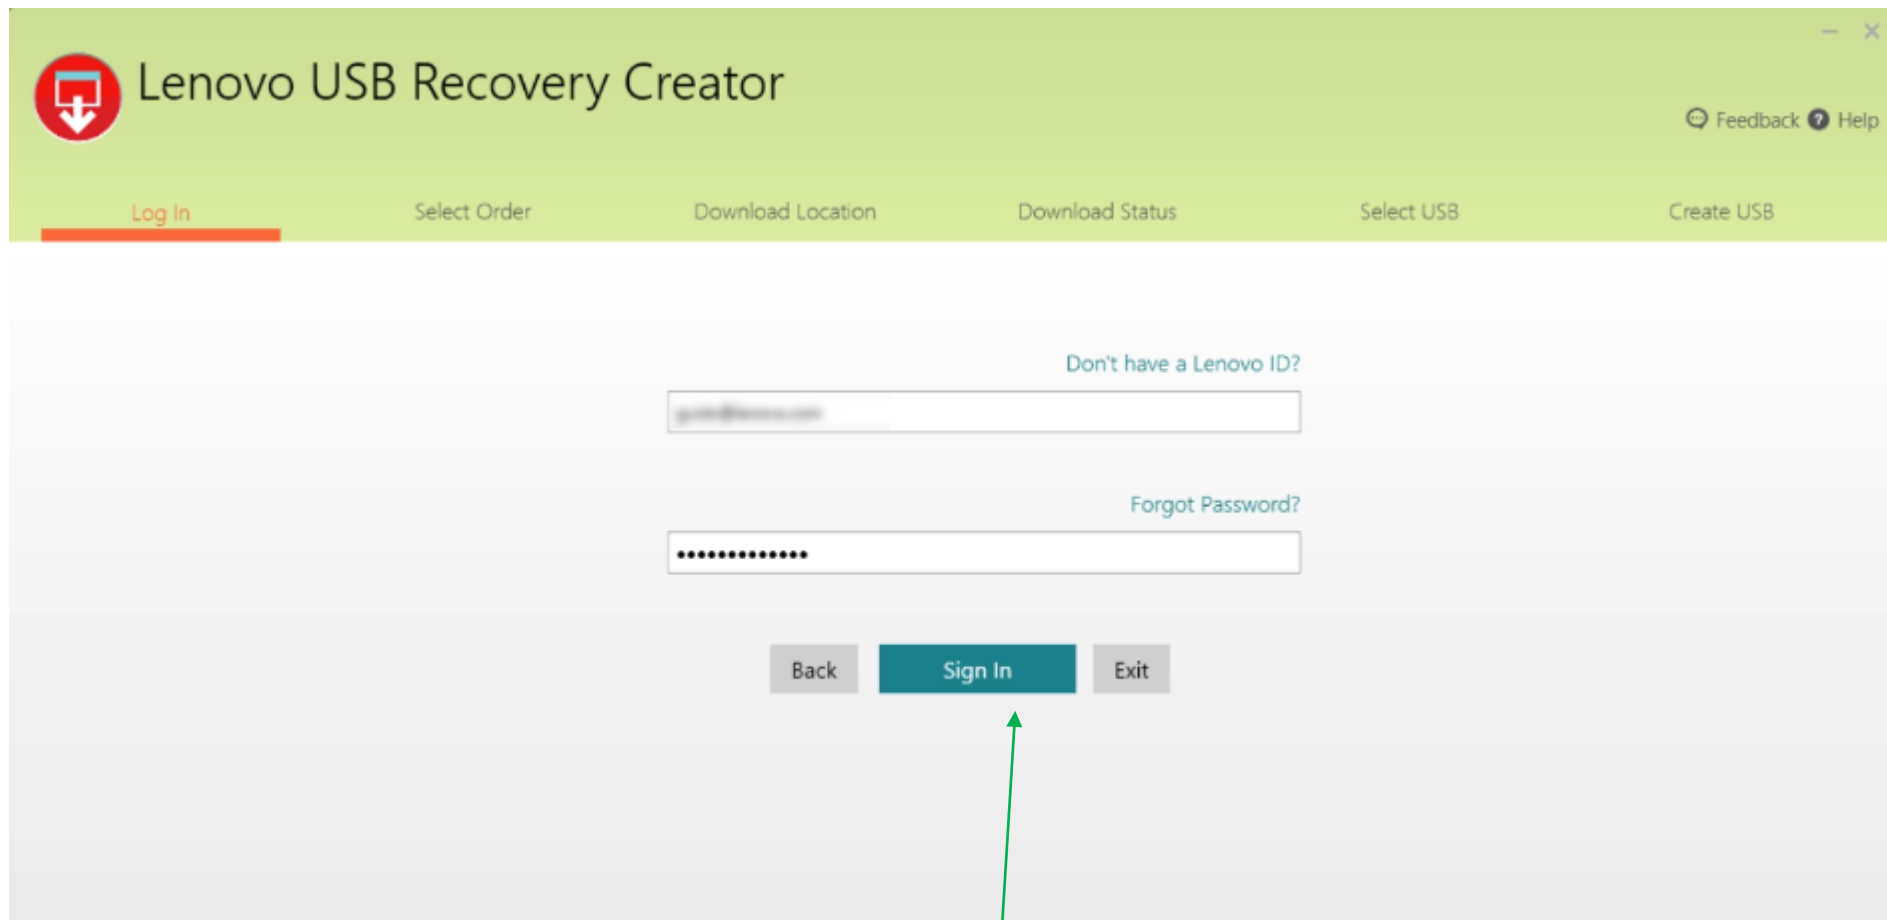 Lenovo USB Recovery Creator
Feedback Help
Log In Select Order Download Location Download Status Select USB Create USB
Don't have a Lenovo ID?
Forgot Password?
•••••••••••••
Back Sign In Exit